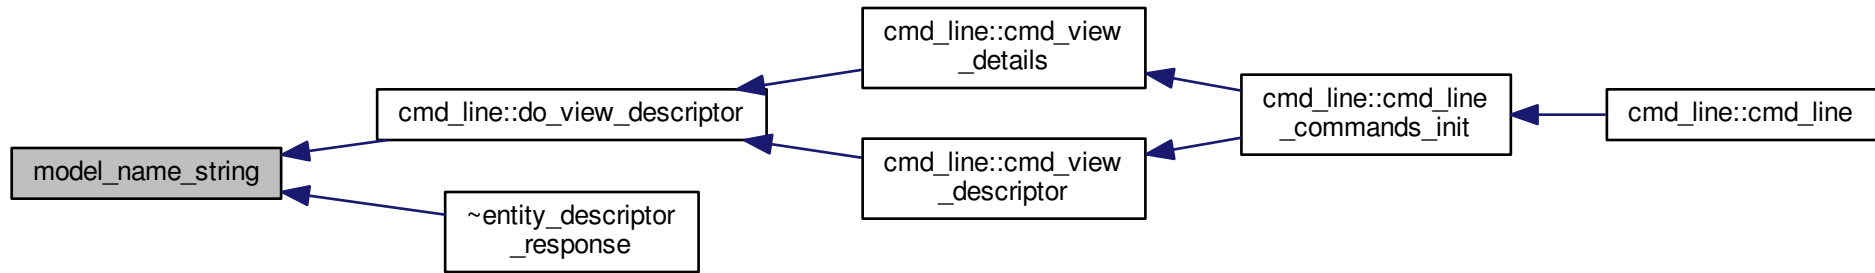 model_name_string
cmd_line::do_view_descriptor
~entity_descriptor
_response
cmd_line::cmd_view
_details
cmd_line::cmd_view
_descriptor
cmd_line::cmd_line
_commands_init
cmd_line::cmd_line